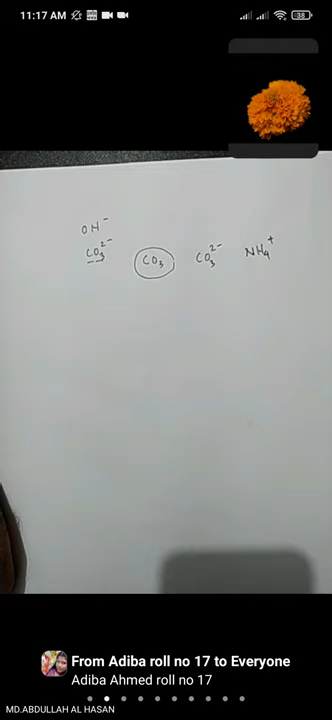 11:17 AM
38
OH⁻
CO₃²⁻ CO₃ CO₃²⁻ NH₄⁺
From Adiba roll no 17 to Everyone
Adiba Ahmed roll no 17
MD.ABDULLAH AL HASAN